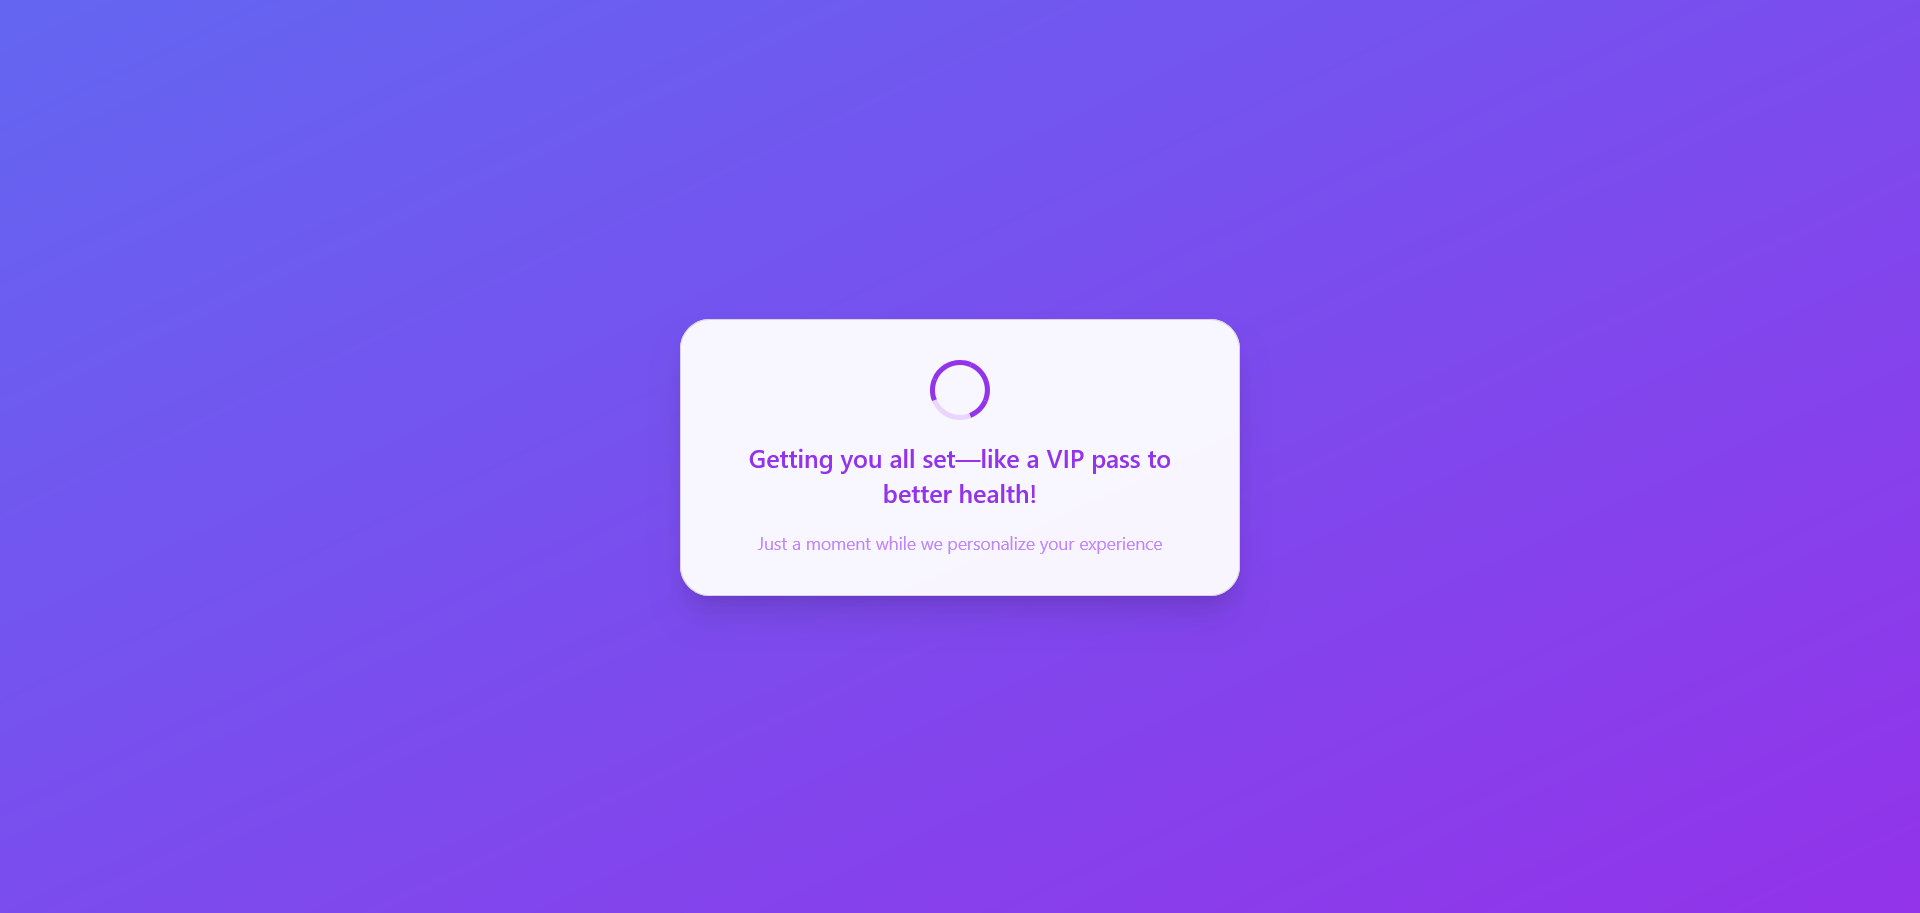 Getting you all set—like a VIP pass to
better health!
Just a moment while we personalize your experience